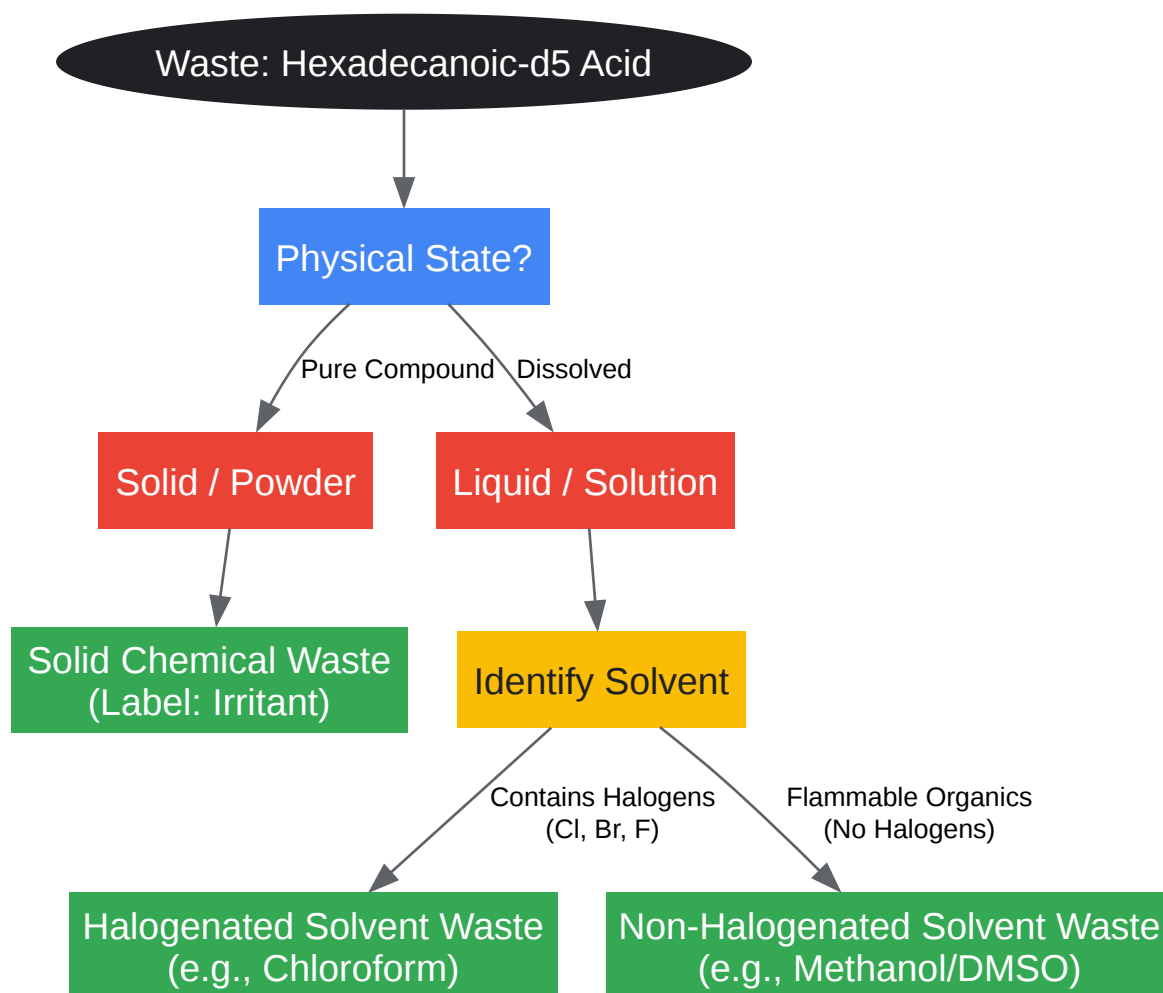 Waste: Hexadecanoic-d5 Acid
Physical State?
Pure Compound
Dissolved
Solid / Powder
Liquid / Solution
Solid Chemical Waste
(Label: Irritant)
Identify Solvent
Contains Halogens
(Cl, Br, F)
Flammable Organics
(No Halogens)
Halogenated Solvent Waste
(e.g., Chloroform)
Non-Halogenated Solvent Waste
(e.g., Methanol/DMSO)